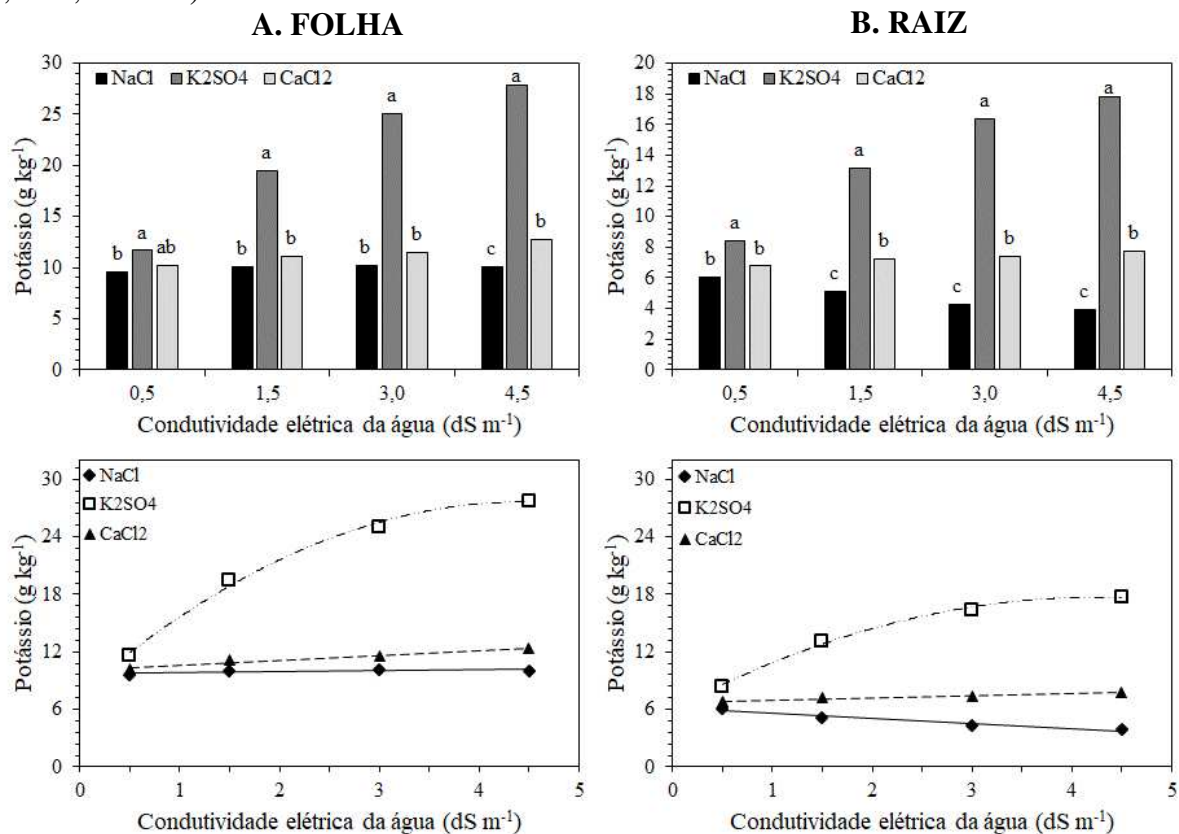 A. FOLHA
B. RAIZ
NaCl K2SO4 CaCl2
30
25
20
15
10
5
0
Potássio (g kg-1)
b a ab
b a b
b a b
c a b
0,5 1,5 3,0 4,5
Condutividade elétrica da água (dS m-1)
NaCl K2SO4 CaCl2
20
18
16
14
12
10
8
6
4
2
0
Potássio (g kg-1)
b a b
c a b
c a b
c a b
0,5 1,5 3,0 4,5
Condutividade elétrica da água (dS m-1)
NaCl
K2SO4
CaCl2
30
24
18
12
6
0
Potássio (g kg-1)
0 1 2 3 4 5
Condutividade elétrica da água (dS m-1)
NaCl
K2SO4
CaCl2
30
24
18
12
6
0
Potássio (g kg-1)
0 1 2 3 4 5
Condutividade elétrica da água (dS m-1)